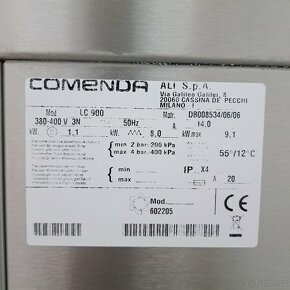 COMENDA
ALI S.p.A.
Via Galileo Galilei, 8
20060 CASSINA DE' PECCHI
MILANO - I
Mod. LC 900 Matr. DB008534/06/06
380-400 V 3N 50Hz A 14.0
kW. 1.1 kW. 8.0 kW max 9.1
min 2 bar-200 kPa
max 4 bar-400 kPa
55°/12°C
IP X4
A 20
Mod.
602205
CE